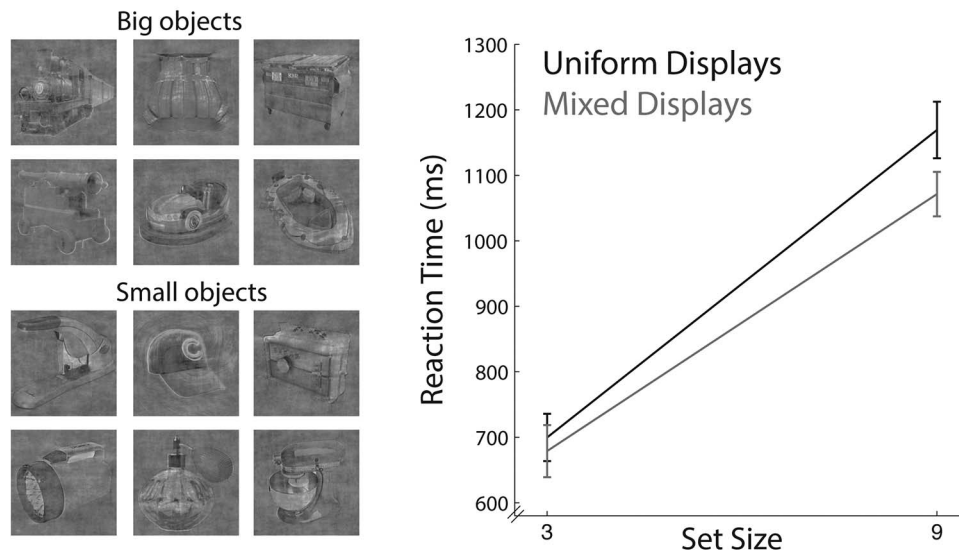 Big objects
Small objects
Uniform Displays
Mixed Displays
Reaction Time (ms)
1300
1200
1100
1000
900
800
700
600
3
9
Set Size